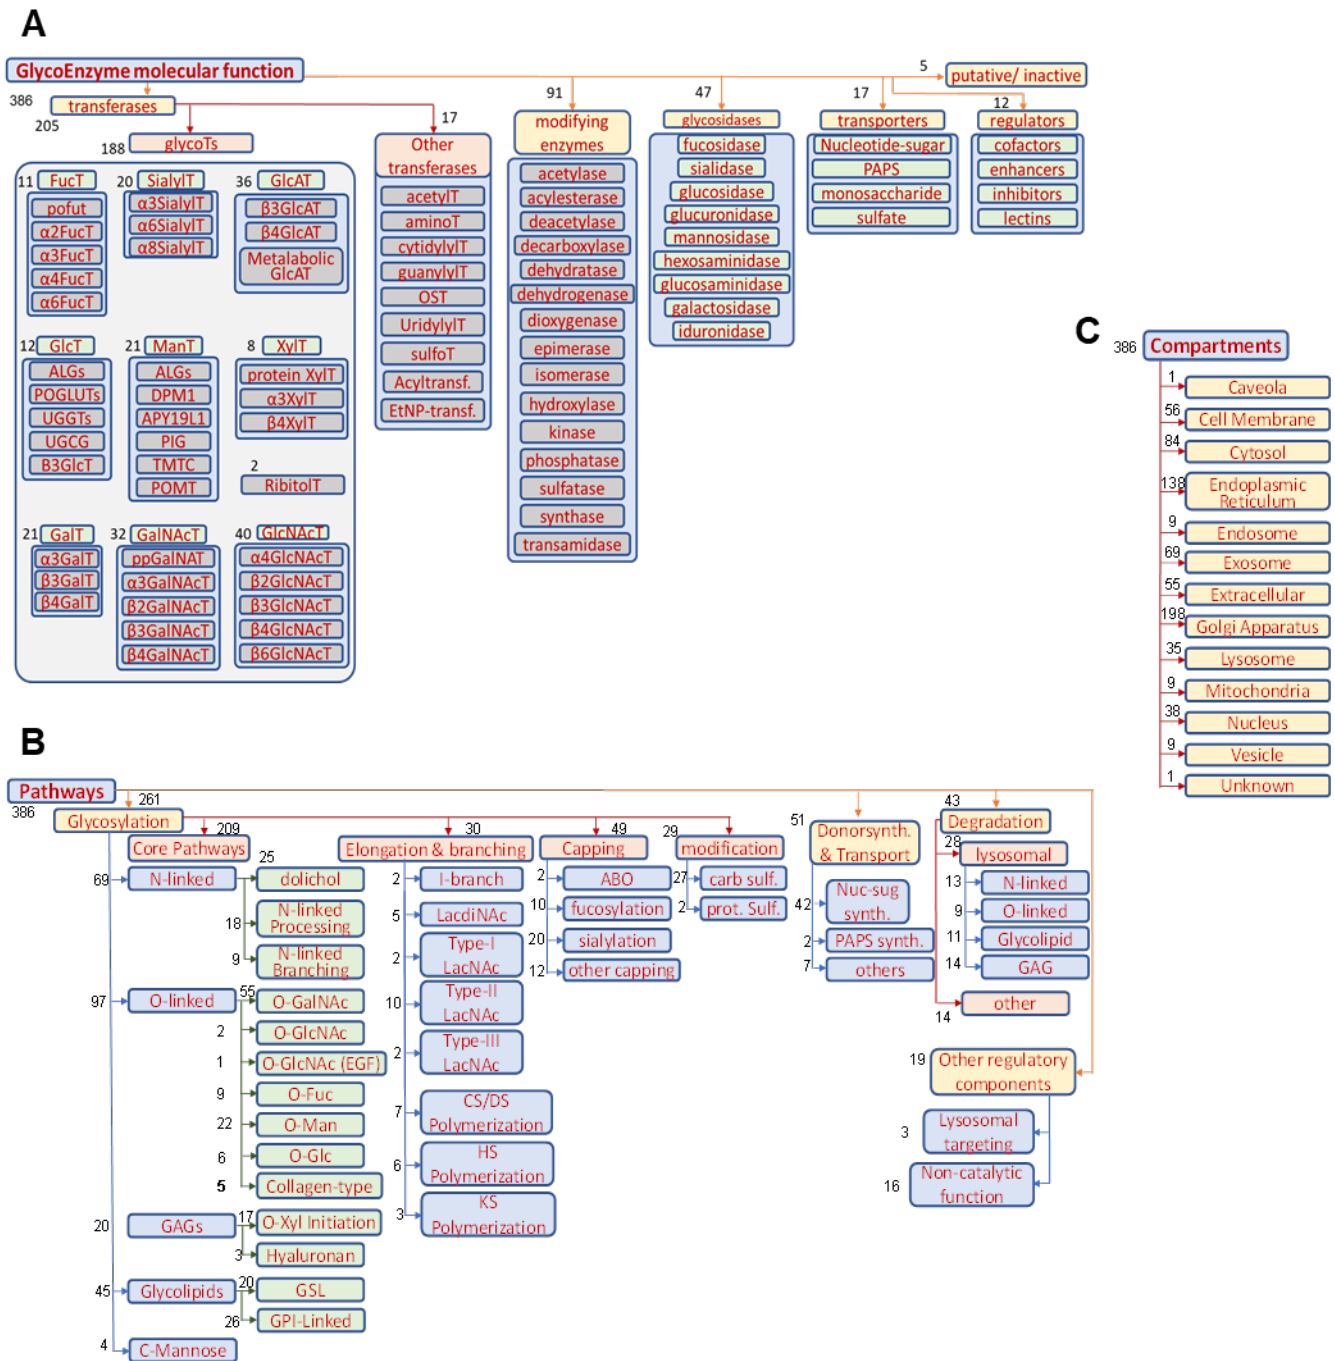 A
GlycoEnzyme molecular function
386
5
putative/ inactive
transferases
205
188
glycoTs
17
Other
transferases
acetylT
aminoT
cytidylylT
guanylylT
OST
UridylylT
sulfoT
Acyltransf.
EtNP-transf.
91
modifying
enzymes
acetylase
acylesterase
deacetylase
decarboxylase
dehydratase
dehydrogenase
dioxygenase
epimerase
isomerase
hydroxylase
kinase
phosphatase
sulfatase
synthase
transamidase
47
glycosidases
fucosidase
sialidase
glucosidase
glucuronidase
mannosidase
hexosaminidase
glucosaminidase
galactosidase
iduronidase
17
transporters
Nucleotide-sugar
PAPS
monosaccharide
sulfate
12
regulators
cofactors
enhancers
inhibitors
lectins
11 FucT
pofut
α2FucT
α3FucT
α4FucT
α6FucT
20 SialylT
α3SialylT
α6SialylT
α8SialylT
36 GlcAT
β3GlcAT
β4GlcAT
Metalabolic
GlcAT
12 GlcT
ALGs
POGLUTs
UGGTs
UGCG
B3GlcT
21 ManT
ALGs
DPM1
APY19L1
PIG
TMTC
POMT
8 XylT
protein XylT
α3XylT
β4XylT
2
RibitolT
21 GalT
α3GalT
β3GalT
β4GalT
32 GalNAcT
ppGalNAT
α3GalNAcT
β2GalNAcT
β3GalNAcT
β4GalNAcT
40 GlcNAcT
α4GlcNAcT
β2GlcNAcT
β3GlcNAcT
β4GlcNAcT
β6GlcNAcT
C
386 Compartments
1
Caveola
56
Cell Membrane
84
Cytosol
138
Endoplasmic
Reticulum
9
Endosome
69
Exosome
55
Extracellular
198
Golgi Apparatus
35
Lysosome
9
Mitochondria
38
Nucleus
9
Vesicle
1
Unknown
B
Pathways
386
261
Glycosylation
209
Core Pathways
69 N-linked
25
dolichol
18
N-linked
Processing
9
N-linked
Branching
97 O-linked
55
O-GalNAc
2 O-GlcNAc
1 O-GlcNAc (EGF)
9 O-Fuc
22 O-Man
6 O-Glc
5 Collagen-type
20 GAGs
17 O-Xyl Initiation
3 Hyaluronan
45 Glycolipids
20 GSL
26 GPI-Linked
4 C-Mannose
30
Elongation & branching
2 I-branch
5 LacdiNAc
2
Type-I
LacNAc
10
Type-II
LacNAc
2
Type-III
LacNAc
7
CS/DS
Polymerization
6
HS
Polymerization
3
KS
Polymerization
49
Capping
2 ABO
10 fucosylation
20 sialylation
12 other capping
29
modification
27 carb sulf.
2 prot. Sulf.
51
Donorsynth.
& Transport
42
Nuc-sug
synth.
2 PAPS synth.
7 others
43
Degradation
28
lysosomal
13 N-linked
9 O-linked
11 Glycolipid
14 GAG
14
other
19
Other regulatory
components
3
Lysosomal
targeting
16
Non-catalytic
function